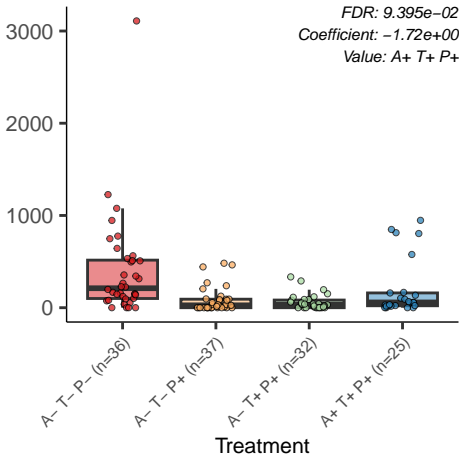 FDR: 9.395e−02
Coefficient: −1.72e+00
Value: A+ T+ P+
3000
2000
1000
0
A− T− P− (n=36)
A− T− P+ (n=37)
A− T+ P+ (n=32)
A+ T+ P+ (n=25)
Treatment